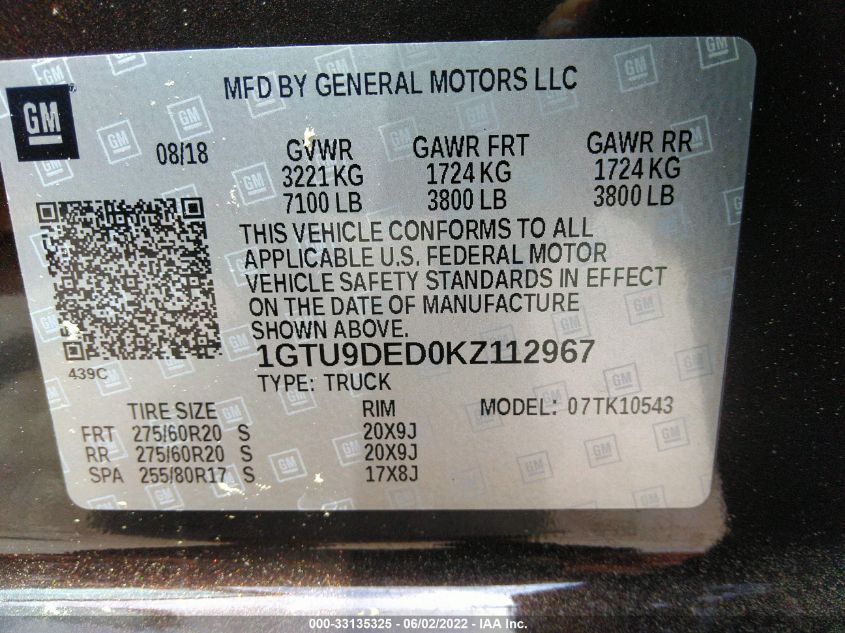 MFD BY GENERAL MOTORS LLC
GM
08/18 GVWR GAWR FRT GAWR RR
3221 KG 1724 KG 1724 KG
7100 LB 3800 LB 3800 LB
THIS VEHICLE CONFORMS TO ALL
APPLICABLE U.S. FEDERAL MOTOR
VEHICLE SAFETY STANDARDS IN EFFECT
ON THE DATE OF MANUFACTURE
SHOWN ABOVE.
1GTU9DED0KZ112967
439C
TYPE: TRUCK
TIRE SIZE RIM MODEL: 07TK10543
FRT 275/60R20 S 20X9J
RR 275/60R20 S 20X9J
SPA 255/80R17 S 17X8J
000-33135325 - 06/02/2022 - IAA Inc.